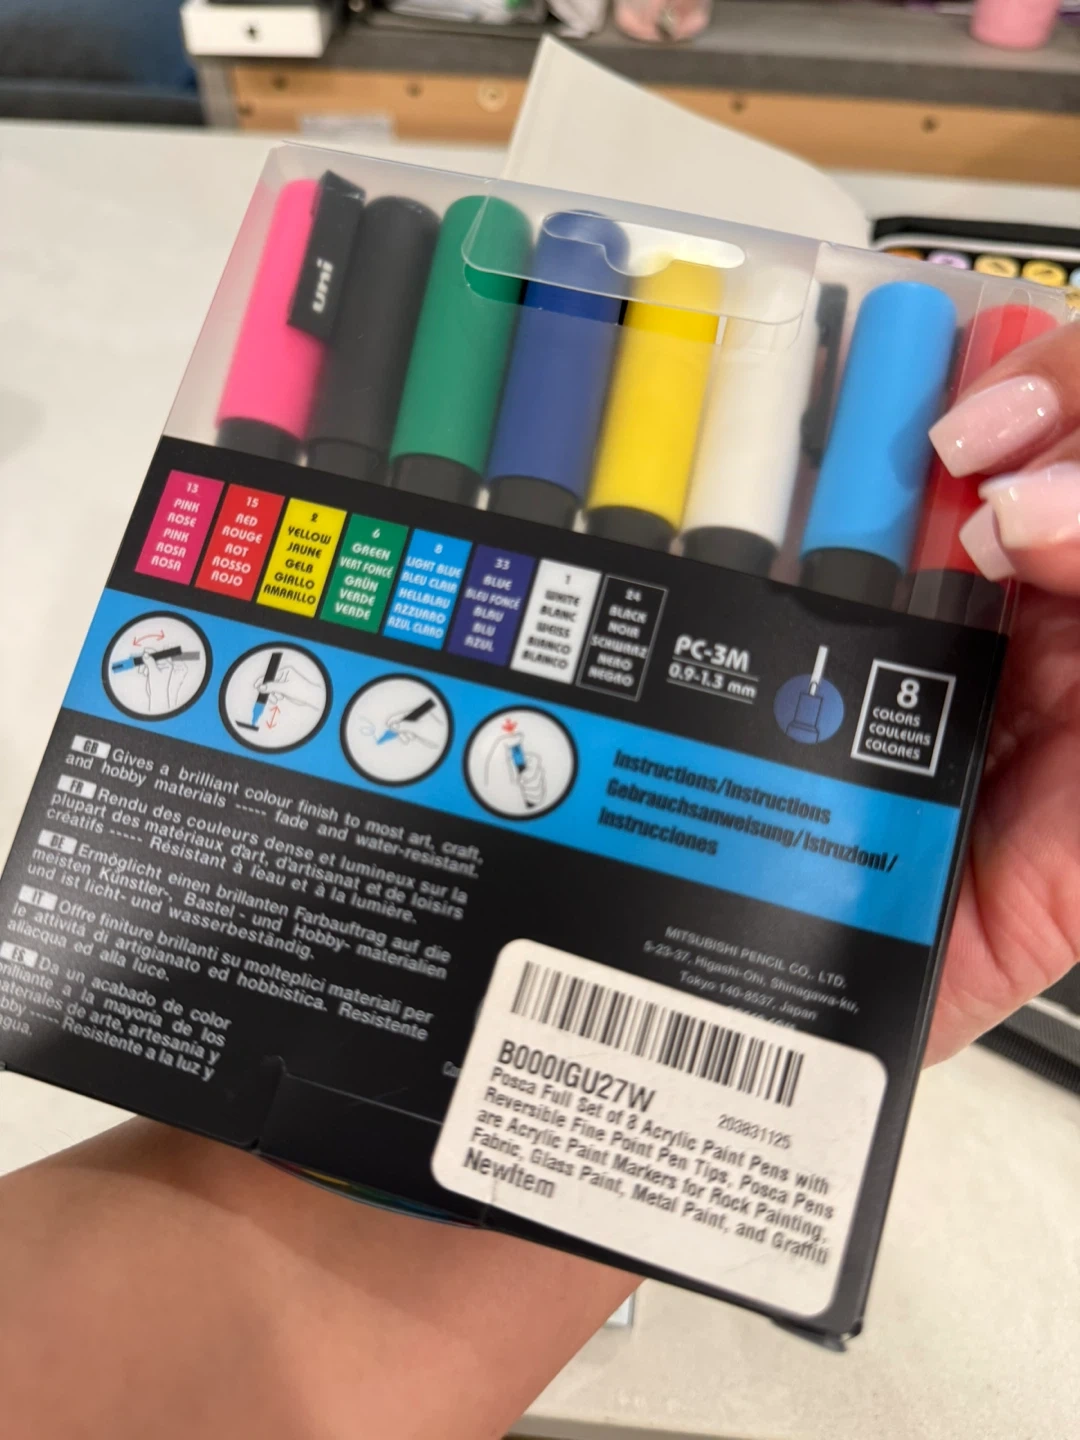 uni
13
PINK
ROSE
PINK
ROSA
ROSA
15
RED
ROUGE
ROT
ROSSO
ROJO
2
YELLOW
JAUNE
GELB
GIALLO
AMARILLO
6
GREEN
VERT FONCÉ
GRÜN
VERDE
VERDE
8
LIGHT BLUE
BLEU CLAIR
HELLBLAU
AZZURRO
AZUL CLARO
33
BLUE
BLEU FONCÉ
BLAU
BLU
AZUL
1
WHITE
BLANC
WEISS
BIANCO
BLANCO
24
BLACK
NOIR
SCHWARZ
NERO
NEGRO
PC-3M
0.9-1.3 mm
8
COLORS
COULEURS
COLORES
Instructions/Instructions
Gebrauchsanweisung/Istruzioni/
Instrucciones
GB Gives a brilliant colour finish to most art, craft,
and hobby materials ----- fade and water-resistant.
FR Rendu des couleurs dense et lumineux sur la
plupart des matériaux d'art, d'artisanat et de loisirs
créatifs ----- Résistant à l'eau et à la lumière.
DE Ermöglicht einen brillanten Farbauftrag auf die
meisten Künstler-, Bastel - und Hobby- materialien
und ist licht- und wasserbeständig.
IT Offre finiture brillanti su molteplici materiali per
le attivitá di artigianato ed hobbistica. Resistente
all'acqua ed alla luce.
ES Da un acabado de color
brillante a la mayoría de los
materiales de arte, artesanía y
hobby ----- Resistente a la luz y
agua.
MITSUBISHI PENCIL CO., LTD.
5-23-37, Higashi-Ohi, Shinagawa-ku,
Tokyo 140-8537, Japan
B000IGU27W
203831125
Posca Full Set of 8 Acrylic Paint Pens with
Reversible Fine Point Pen Tips, Posca Pens
are Acrylic Paint Markers for Rock Painting,
Fabric, Glass Paint, Metal Paint, and Graffiti
NewItem